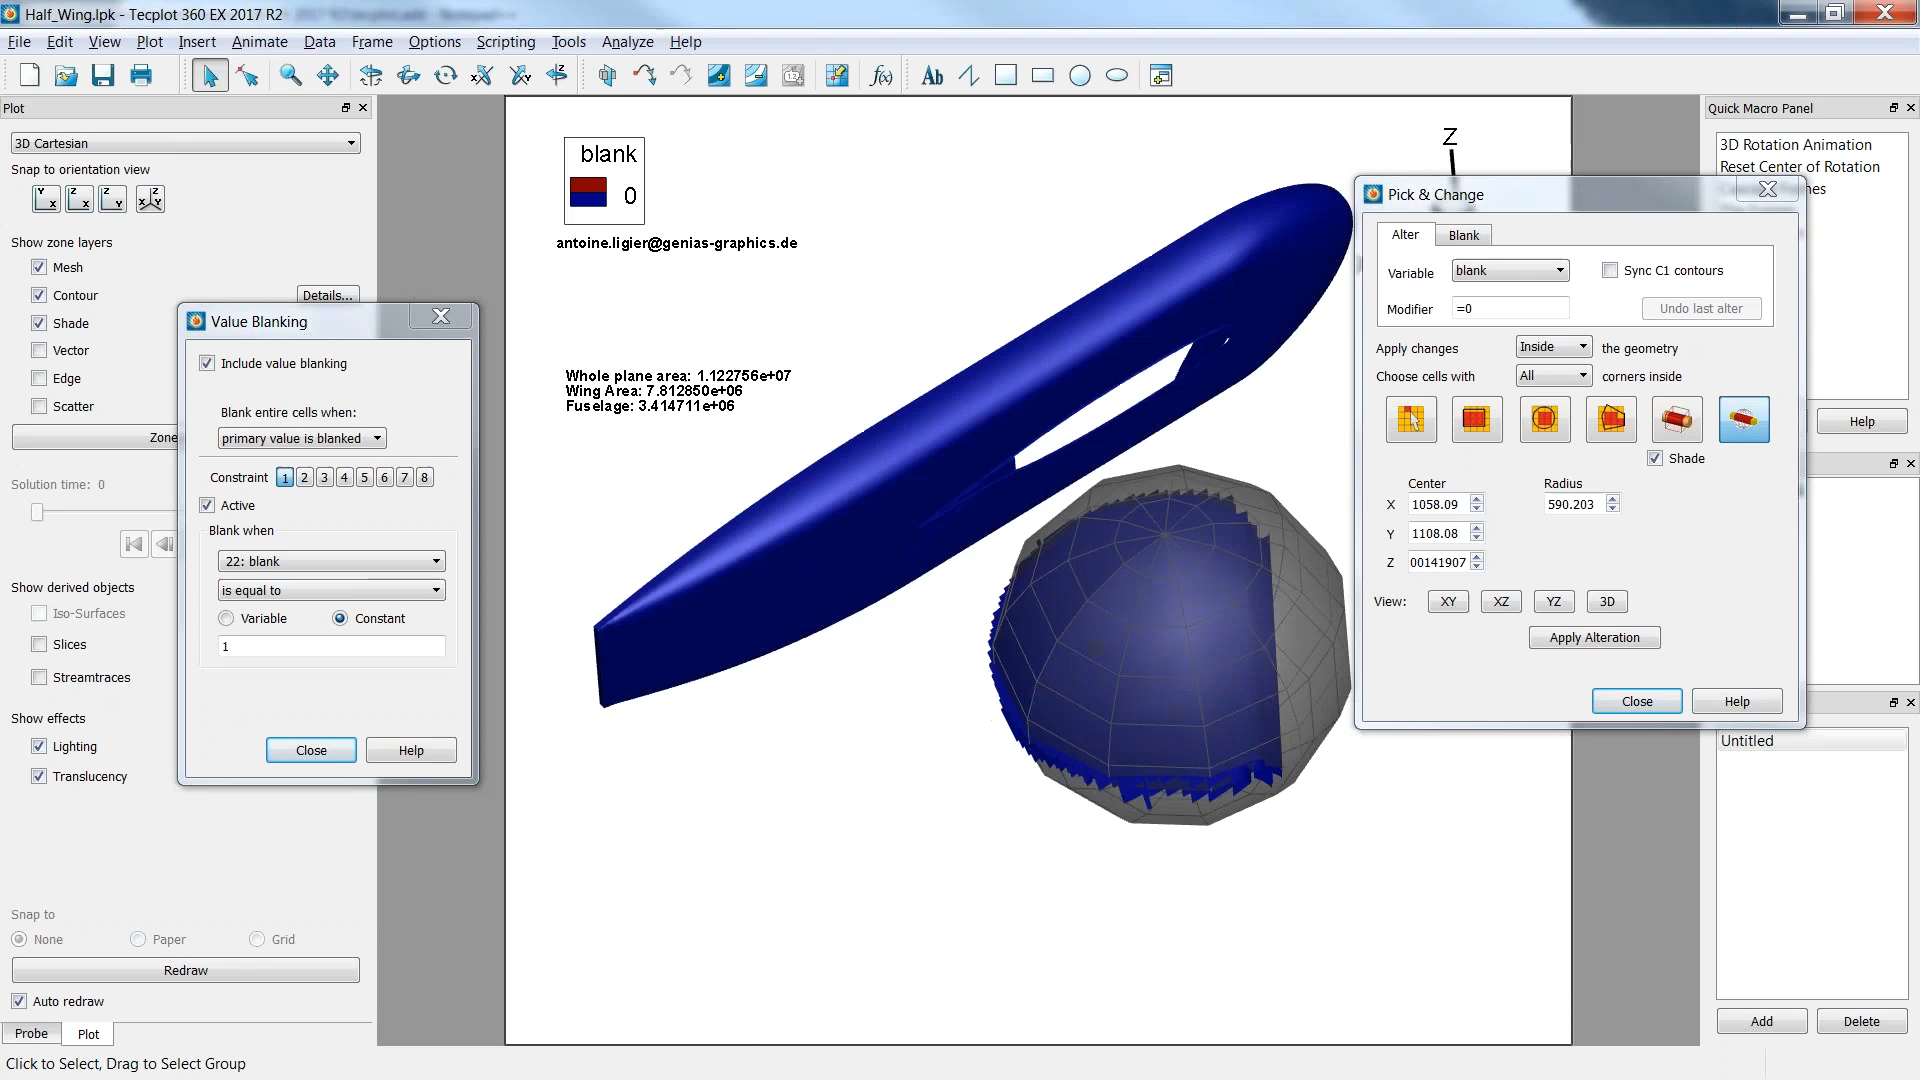 Half_Wing.lpk - Tecplot 360 EX 2017 R2
File Edit View Plot Insert Animate Data Frame Options Scripting Tools Analyze Help
Plot
3D Cartesian
Snap to orientation view
Show zone layers
Mesh
Contour
Details...
Shade
Vector
Edge
Scatter
Zone
Solution time: 0
Show derived objects
Iso-Surfaces
Slices
Streamtraces
Show effects
Lighting
Translucency
Snap to
None Paper Grid
Redraw
Auto redraw
Probe Plot
Click to Select, Drag to Select Group
Value Blanking
Include value blanking
Blank entire cells when:
primary value is blanked
Constraint 1 2 3 4 5 6 7 8
Active
Blank when
22: blank
is equal to
Variable Constant
1
Close Help
blank
0
antoine.ligier@genias-graphics.de
Whole plane area: 1.122756e+07
Wing Area: 7.812850e+06
Fuselage: 3.414711e+06
Z
Pick & Change
Alter Blank
Variable blank Sync C1 contours
Modifier =0 Undo last alter
Apply changes Inside the geometry
Choose cells with All corners inside
Shade
Center Radius
X 1058.09 590.203
Y 1108.08
Z 00141907
View: XY XZ YZ 3D
Apply Alteration
Close Help
Quick Macro Panel
3D Rotation Animation
Reset Center of Rotation
Help
Untitled
Add Delete